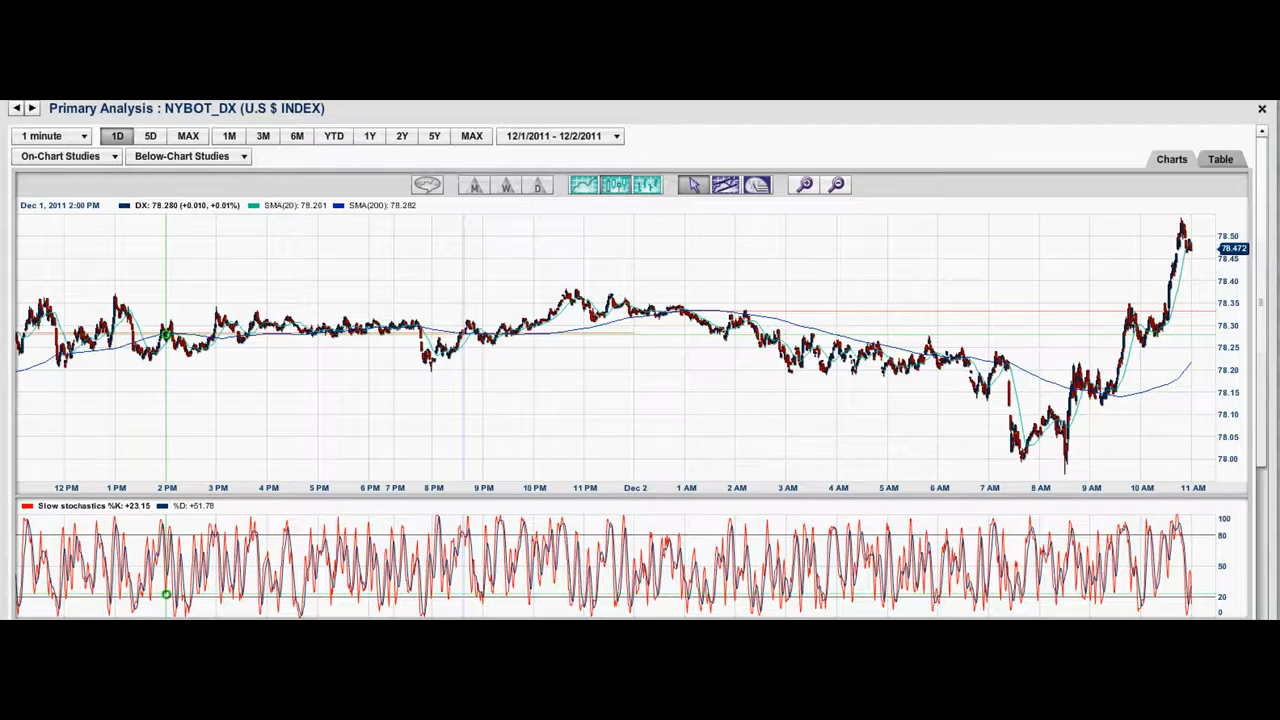 Primary Analysis : NYBOT_DX (U.S $ INDEX)
1 minute 1D 5D MAX 1M 3M 6M YTD 1Y 2Y 5Y MAX 12/1/2011 - 12/2/2011
On-Chart Studies Below-Chart Studies
Charts Table
M W D
Dec 1, 2011 2:00 PM DX: 78.280 (+0.010, +0.01%) SMA(20): 78.261 SMA(200): 78.282
78.50
78.472
78.45
78.40
78.35
78.30
78.25
78.20
78.15
78.10
78.05
78.00
12 PM 1 PM 2 PM 3 PM 4 PM 5 PM 6 PM 7 PM 8 PM 9 PM 10 PM 11 PM Dec 2 1 AM 2 AM 3 AM 4 AM 5 AM 6 AM 7 AM 8 AM 9 AM 10 AM 11 AM
Slow stochastics %K: +23.15 %D: +51.78
100
80
50
20
0